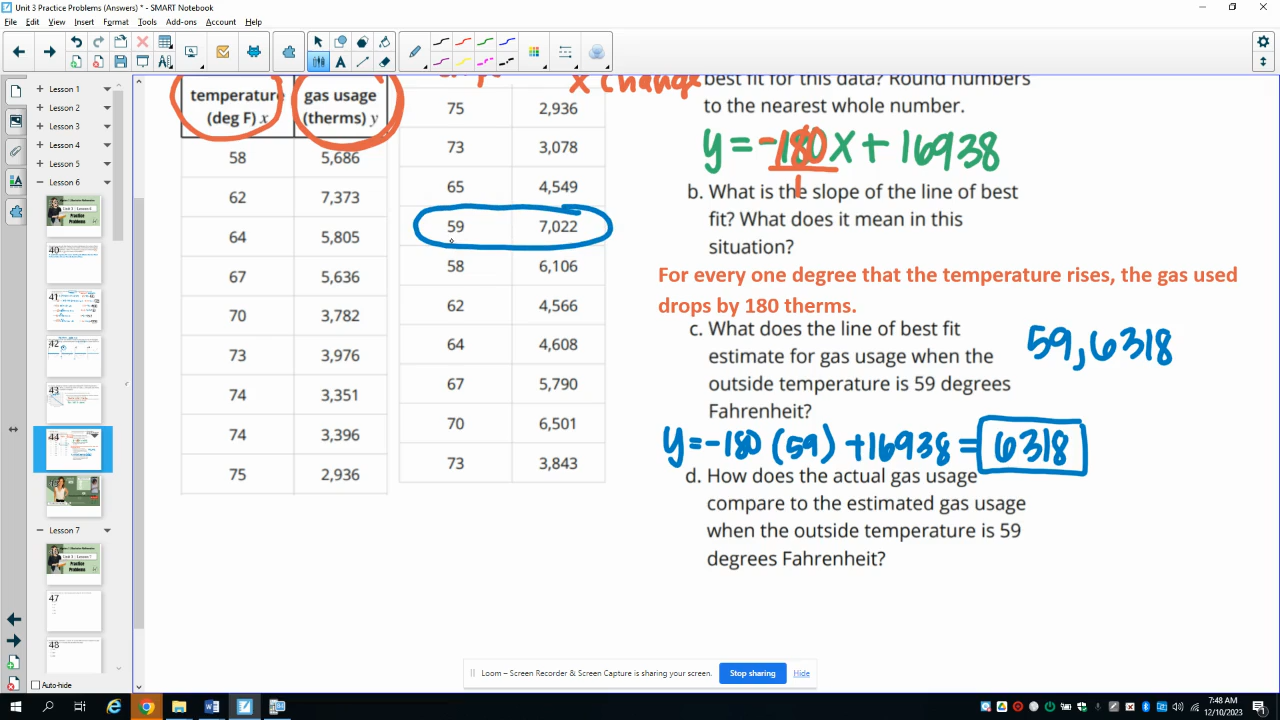 Unit 3 Practice Problems (Answers) * - SMART Notebook
File Edit View Insert Format Tools Add-ons Account Help
Lesson 1
Lesson 2
Lesson 3
Lesson 4
Lesson 5
Lesson 6
Practice
Problems
40
41
42
43
44
Lesson 7
Practice
Problems
47
48
Auto-hide
temperature
(deg F) x
gas usage
(therms) y
58 5,686
62 7,373
64 5,805
67 5,636
70 3,782
73 3,976
74 3,351
74 3,396
75 2,936
75 2,936
73 3,078
65 4,549
59 7,022
58 6,106
62 4,566
64 4,608
67 5,790
70 6,501
73 3,843
x change
best fit for this data? Round numbers
to the nearest whole number.
y = -180x + 16938
1
b. What is the slope of the line of best
fit? What does it mean in this
situation?
For every one degree that the temperature rises, the gas used
drops by 180 therms.
c. What does the line of best fit
estimate for gas usage when the
outside temperature is 59 degrees
Fahrenheit?
59, 6318
y = -180 (59) + 16938 = 6318
d. How does the actual gas usage
compare to the estimated gas usage
when the outside temperature is 59
degrees Fahrenheit?
Loom – Screen Recorder & Screen Capture is sharing your screen. Stop sharing Hide
7:48 AM
12/10/2023